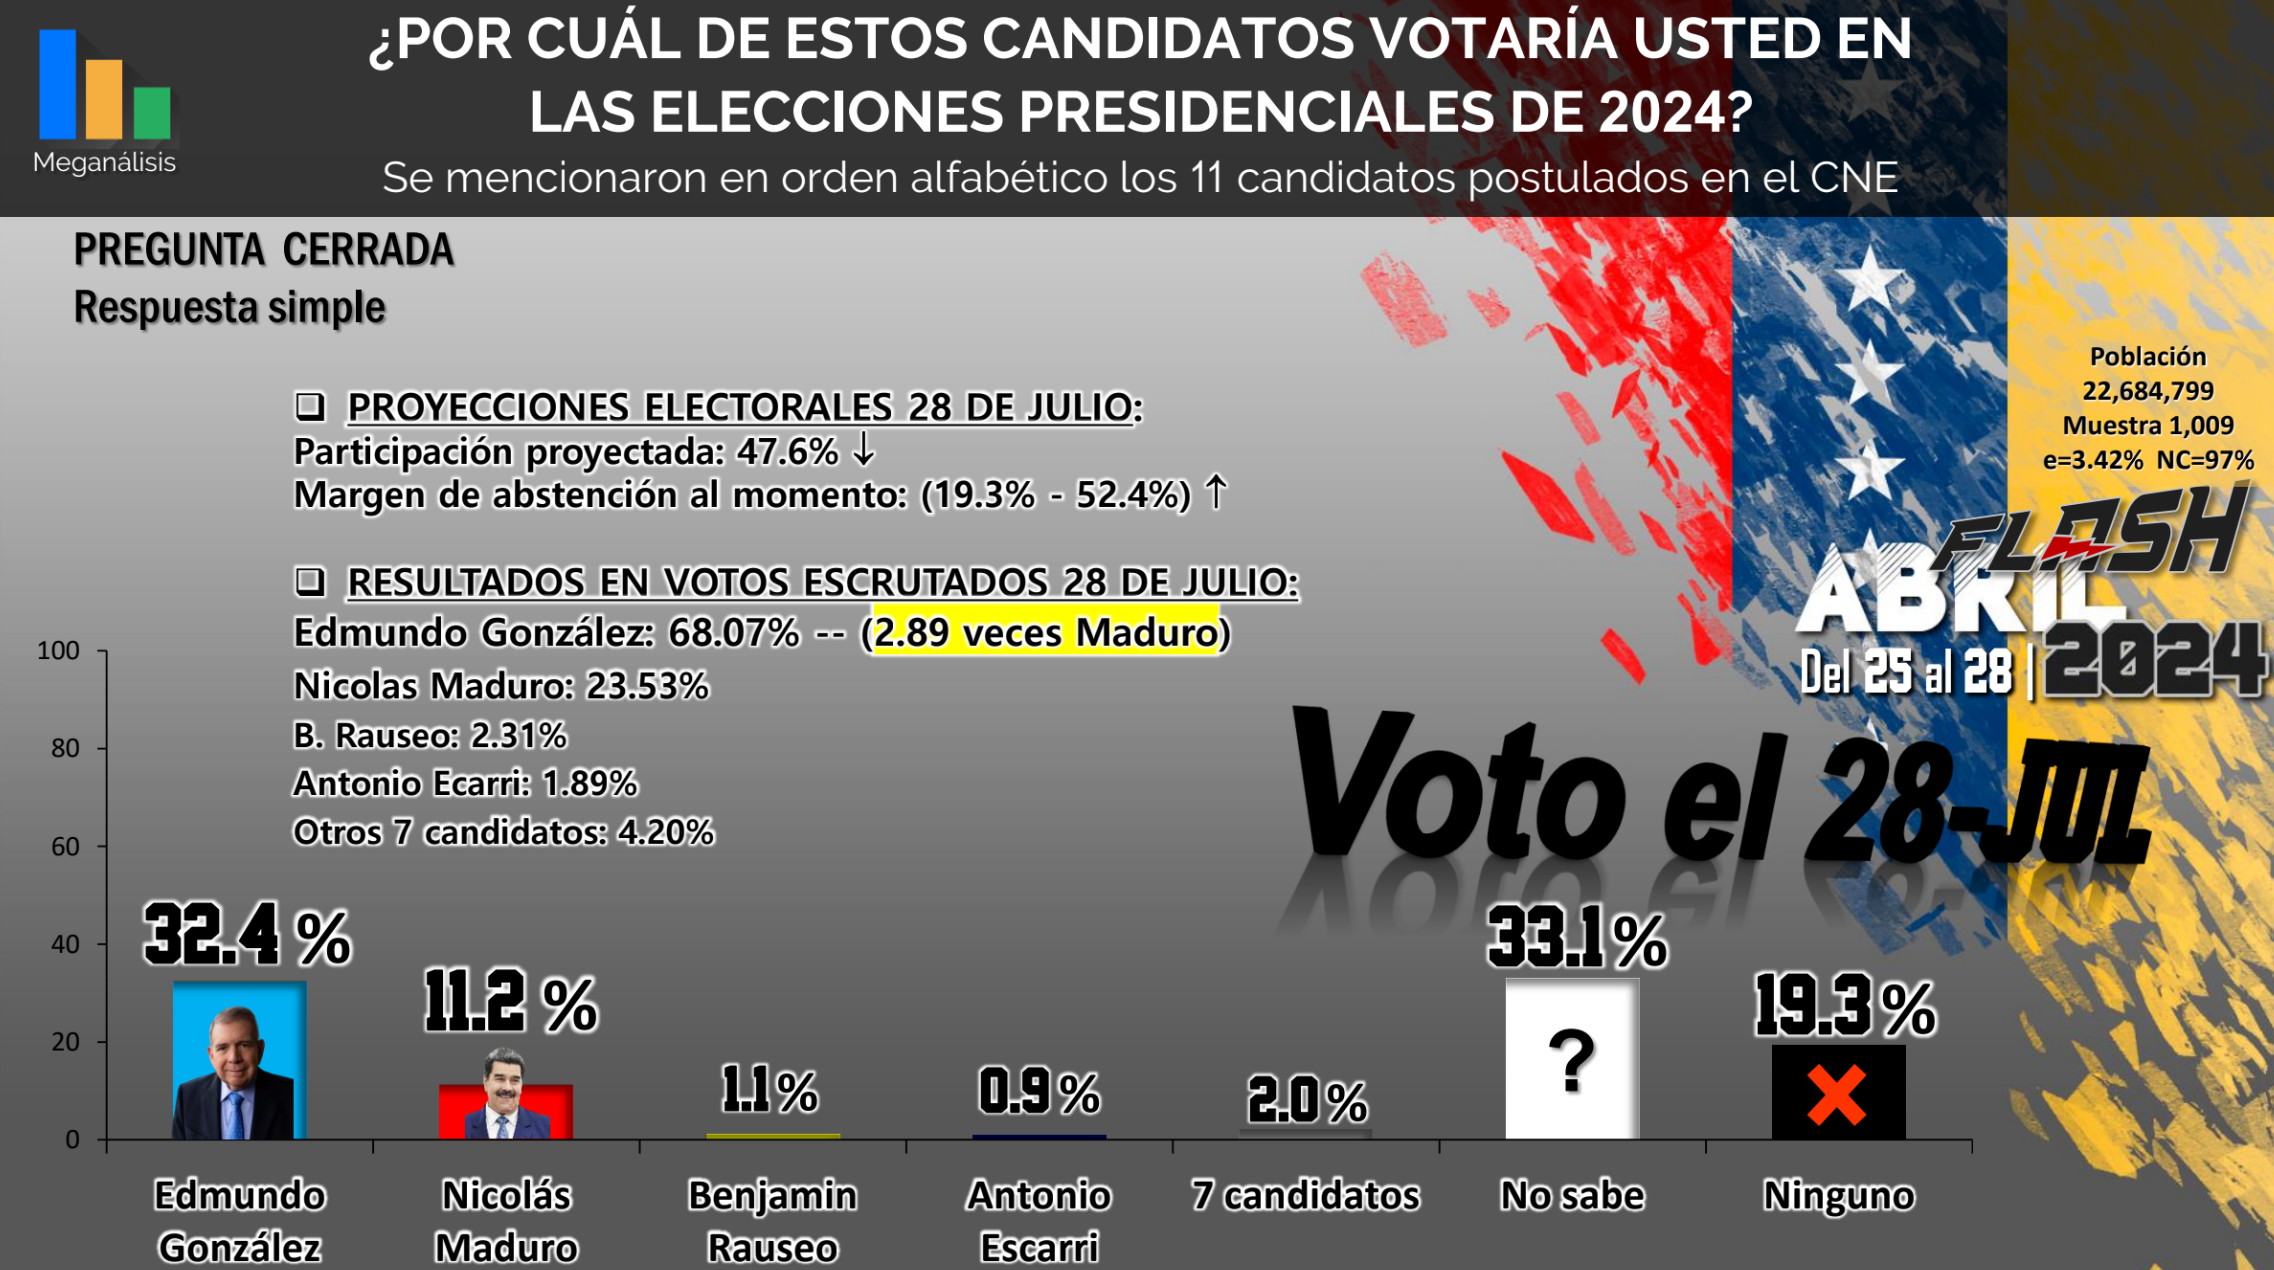 ¿POR CUÁL DE ESTOS CANDIDATOS VOTARÍA USTED EN
LAS ELECCIONES PRESIDENCIALES DE 2024?
Se mencionaron en orden alfabético los 11 candidatos postulados en el CNE
Meganálisis
PREGUNTA CERRADA
Respuesta simple
Población
22,684,799
Muestra 1,009
e=3.42% NC=97%
FLASH
ABRIL
Del 25 al 28 | 2024
❑ PROYECCIONES ELECTORALES 28 DE JULIO:
Participación proyectada: 47.6% ↓
Margen de abstención al momento: (19.3% - 52.4%) ↑
❑ RESULTADOS EN VOTOS ESCRUTADOS 28 DE JULIO:
Edmundo González: 68.07% -- (2.89 veces Maduro)
Nicolas Maduro: 23.53%
B. Rauseo: 2.31%
Antonio Ecarri: 1.89%
Otros 7 candidatos: 4.20%
Voto el 28-JUL
100
80
60
40
20
0
32.4 %
11.2 %
1.1%
0.9%
2.0%
33.1%
19.3%
?
Edmundo
González
Nicolás
Maduro
Benjamin
Rauseo
Antonio
Escarri
7 candidatos
No sabe
Ninguno